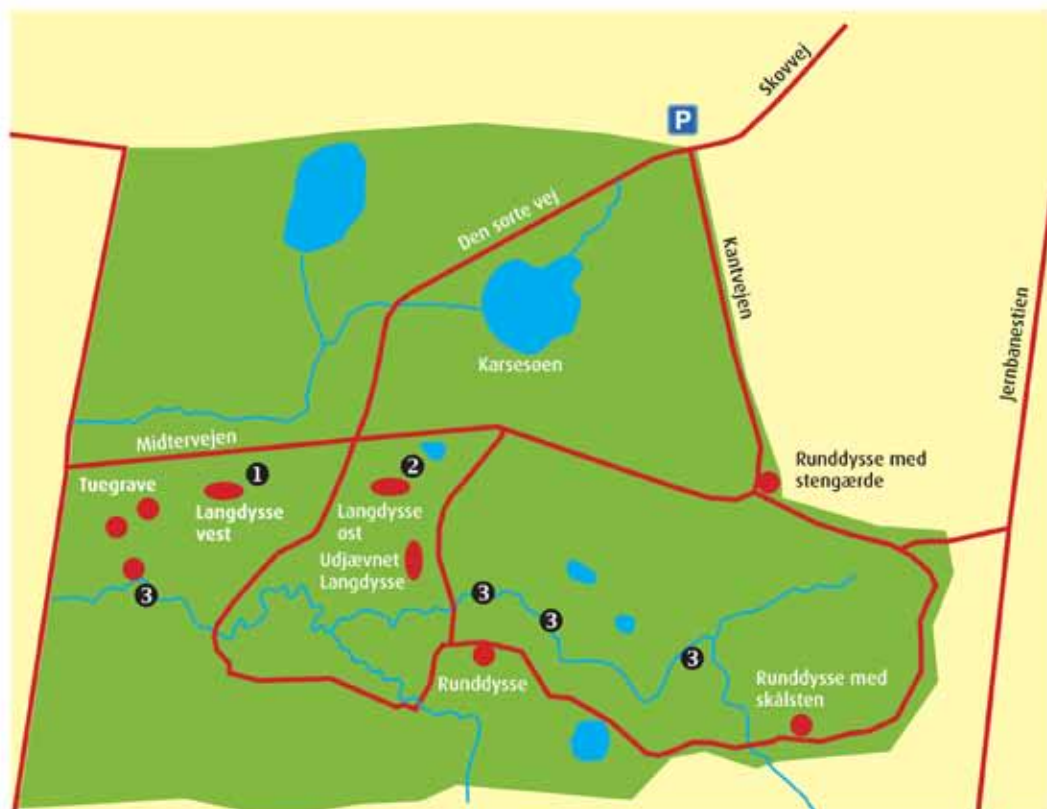 P
Skovvej
Den sorte vej
Kantvejen
Karsesøen
Jernbanestien
Midtervejen
Runddysse med
stengærde
Tuegrave
1
2
Langdysse
vest
Langdysse
øst
Udjævnet
Langdysse
3
3
3
3
Runddysse
Runddysse med
skålsten